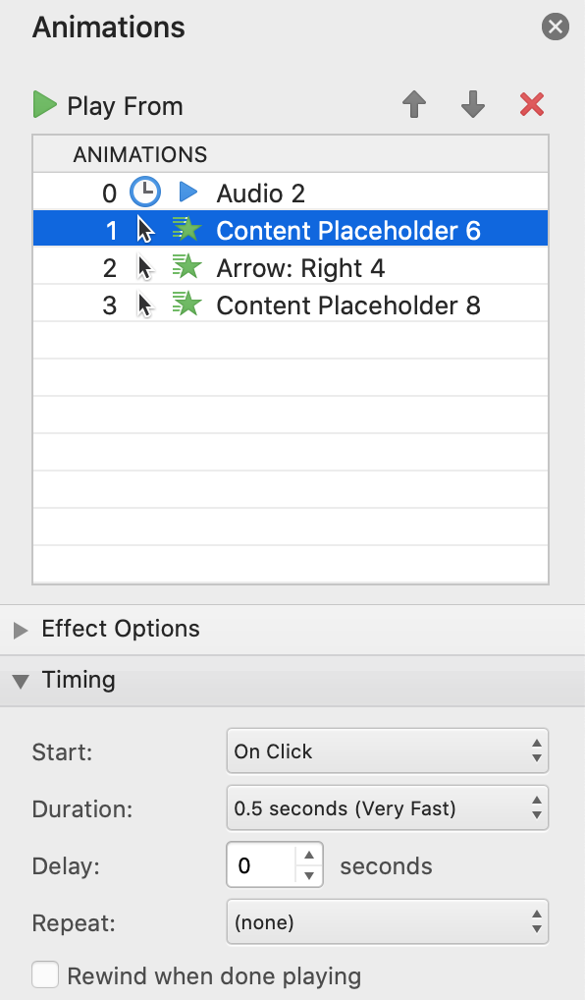 Animations
Play From
ANIMATIONS
0 Audio 2
1 Content Placeholder 6
2 Arrow: Right 4
3 Content Placeholder 8
Effect Options
Timing
Start: On Click
Duration: 0.5 seconds (Very Fast)
Delay: 0 seconds
Repeat: (none)
Rewind when done playing